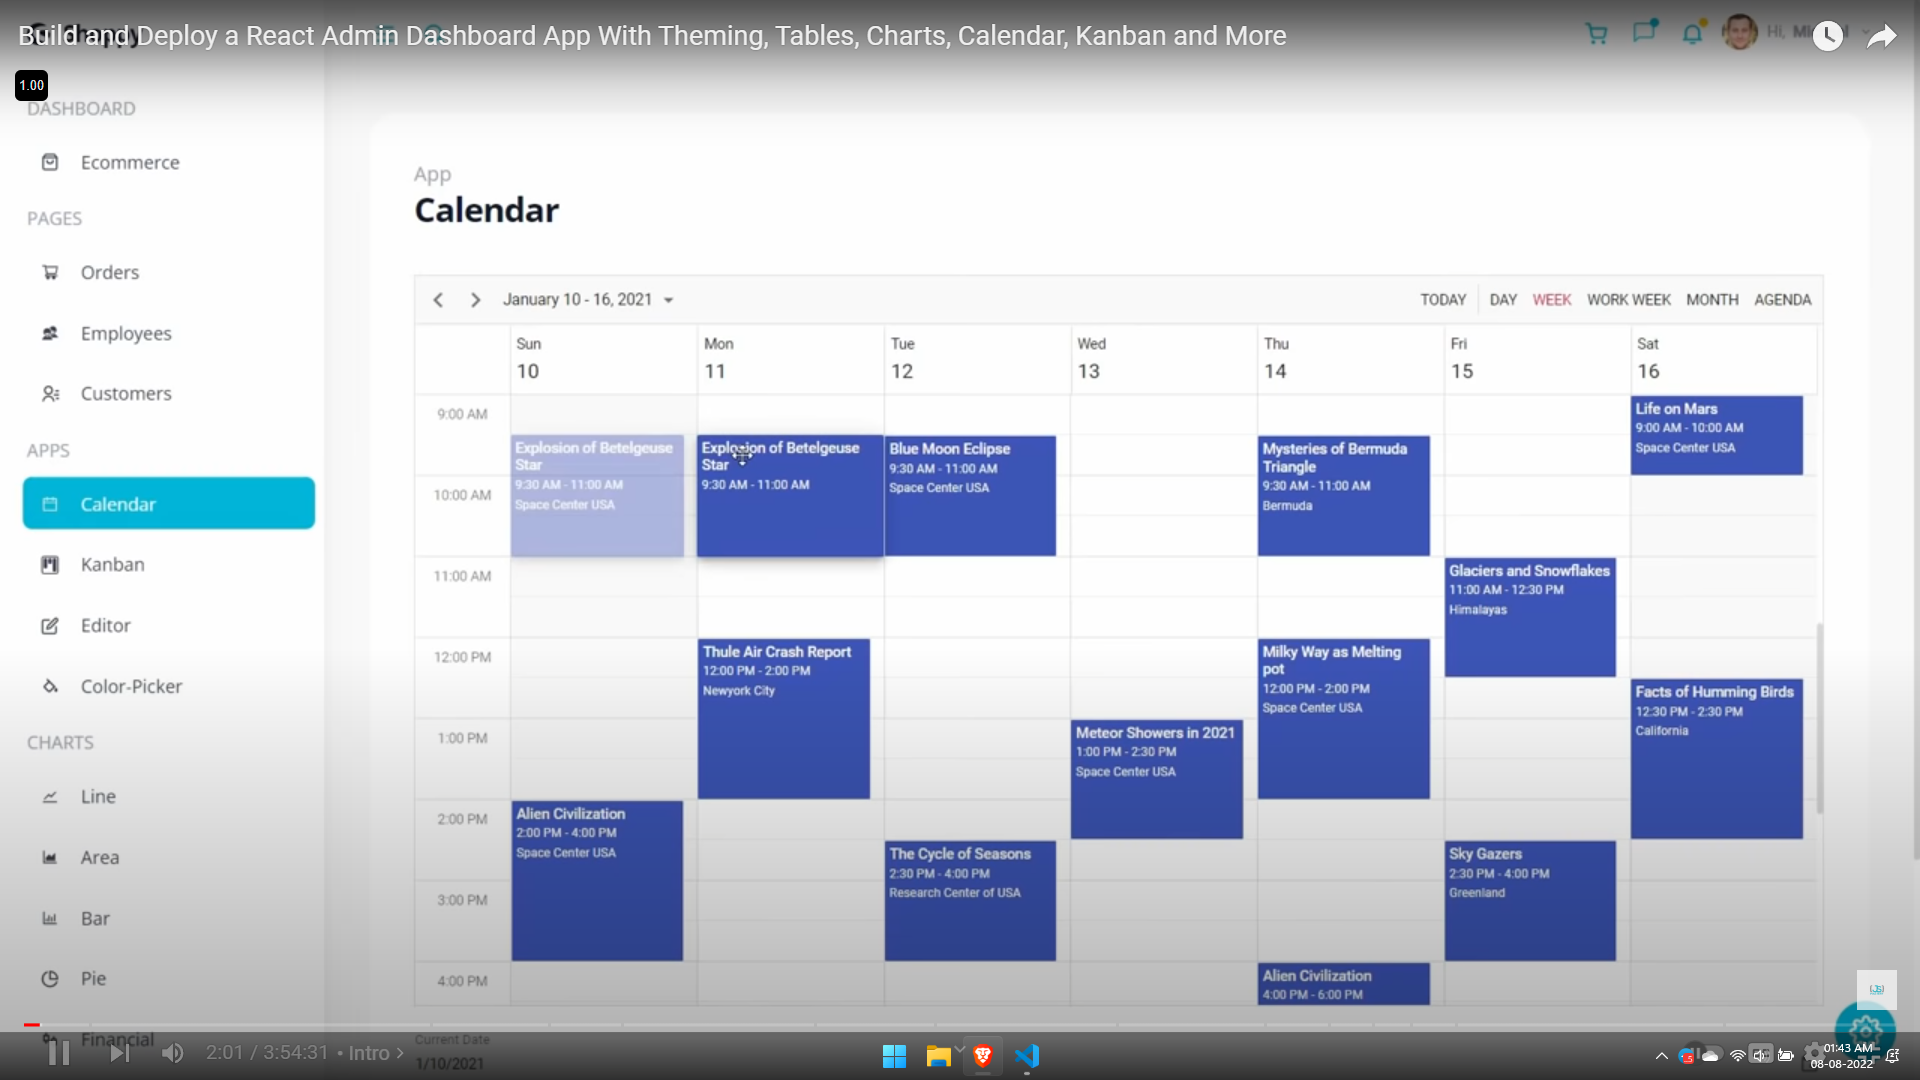 Build and Deploy a React Admin Dashboard App With Theming, Tables, Charts, Calendar, Kanban and More
Hi,
1.00
DASHBOARD
Ecommerce
PAGES
Orders
Employees
Customers
APPS
Calendar
Kanban
Editor
Color-Picker
CHARTS
Line
Area
Bar
Pie
Financial
App
Calendar
January 10 - 16, 2021
TODAY DAY WEEK WORK WEEK MONTH AGENDA
Sun Mon Tue Wed Thu Fri Sat
10 11 12 13 14 15 16
9:00 AM
10:00 AM
11:00 AM
12:00 PM
1:00 PM
2:00 PM
3:00 PM
4:00 PM
Explosion of Betelgeuse
Star
9:30 AM - 11:00 AM
Space Center USA
Alien Civilization
2:00 PM - 4:00 PM
Space Center USA
Explosion of Betelgeuse
Star
9:30 AM - 11:00 AM
Thule Air Crash Report
12:00 PM - 2:00 PM
Newyork City
Blue Moon Eclipse
9:30 AM - 11:00 AM
Space Center USA
The Cycle of Seasons
2:30 PM - 4:00 PM
Research Center of USA
Meteor Showers in 2021
1:00 PM - 2:30 PM
Space Center USA
Mysteries of Bermuda
Triangle
9:30 AM - 11:00 AM
Bermuda
Milky Way as Melting
pot
12:00 PM - 2:00 PM
Space Center USA
Alien Civilization
4:00 PM - 6:00 PM
Glaciers and Snowflakes
11:00 AM - 12:30 PM
Himalayas
Sky Gazers
2:30 PM - 4:00 PM
Greenland
Life on Mars
9:00 AM - 10:00 AM
Space Center USA
Facts of Humming Birds
12:30 PM - 2:30 PM
California
Current Date
1/10/2021
2:01 / 3:54:31 • Intro
01:43 AM
08-08-2022